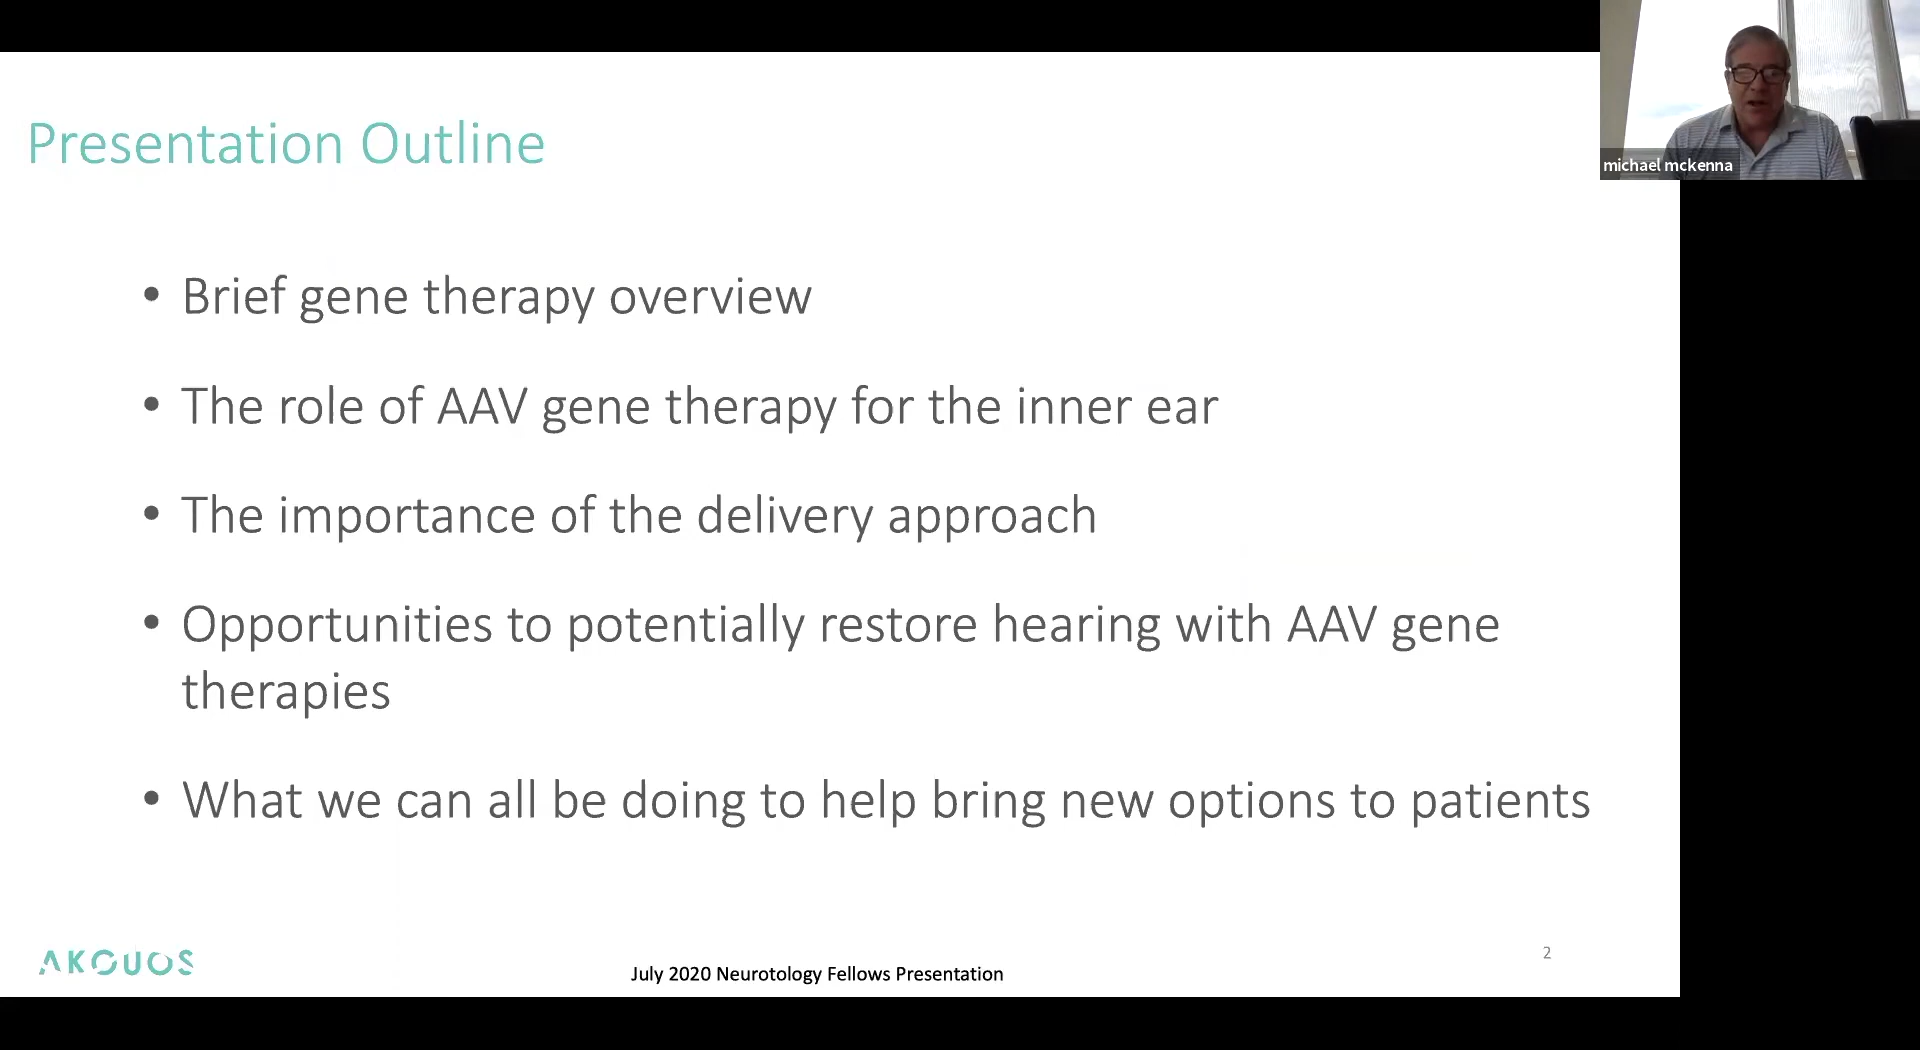 Presentation Outline
michael mckenna
• Brief gene therapy overview
• The role of AAV gene therapy for the inner ear
• The importance of the delivery approach
• Opportunities to potentially restore hearing with AAV gene
therapies
• What we can all be doing to help bring new options to patients
AKOUOS
July 2020 Neurotology Fellows Presentation
2